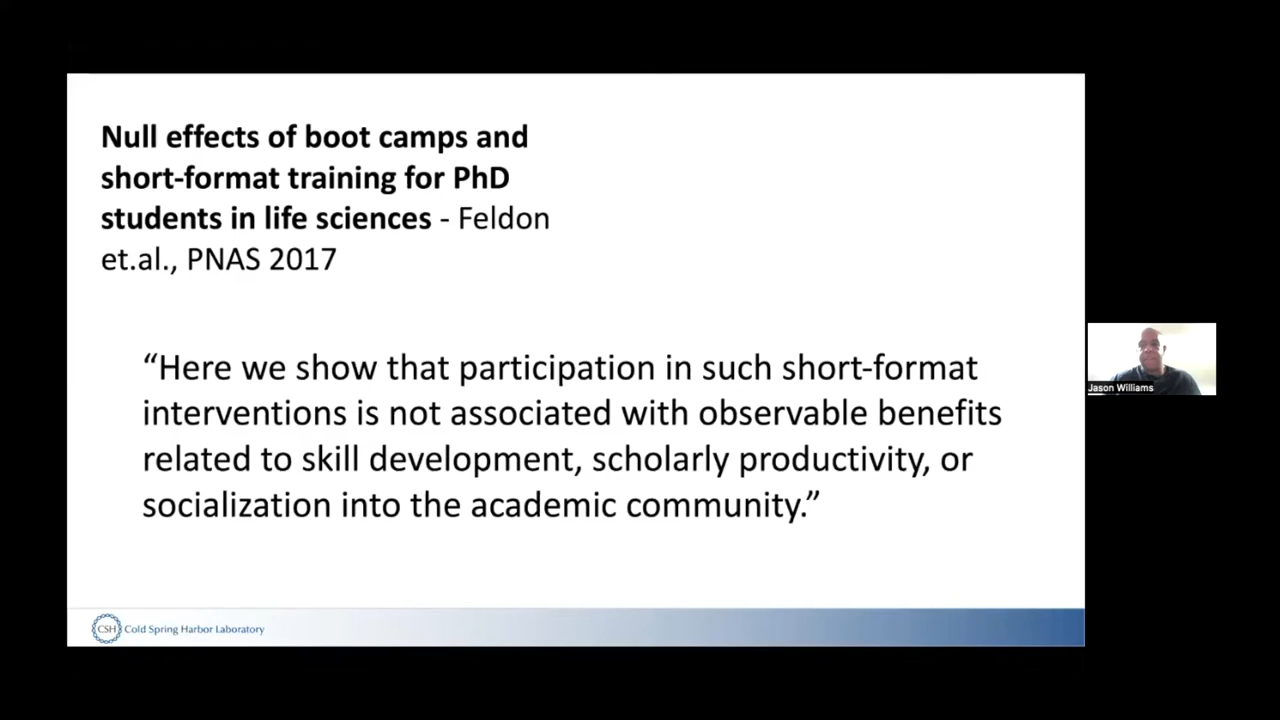 Null effects of boot camps and
short-format training for PhD
students in life sciences - Feldon
et.al., PNAS 2017
“Here we show that participation in such short-format
interventions is not associated with observable benefits
related to skill development, scholarly productivity, or
socialization into the academic community.”
Jason Williams
CSH Cold Spring Harbor Laboratory